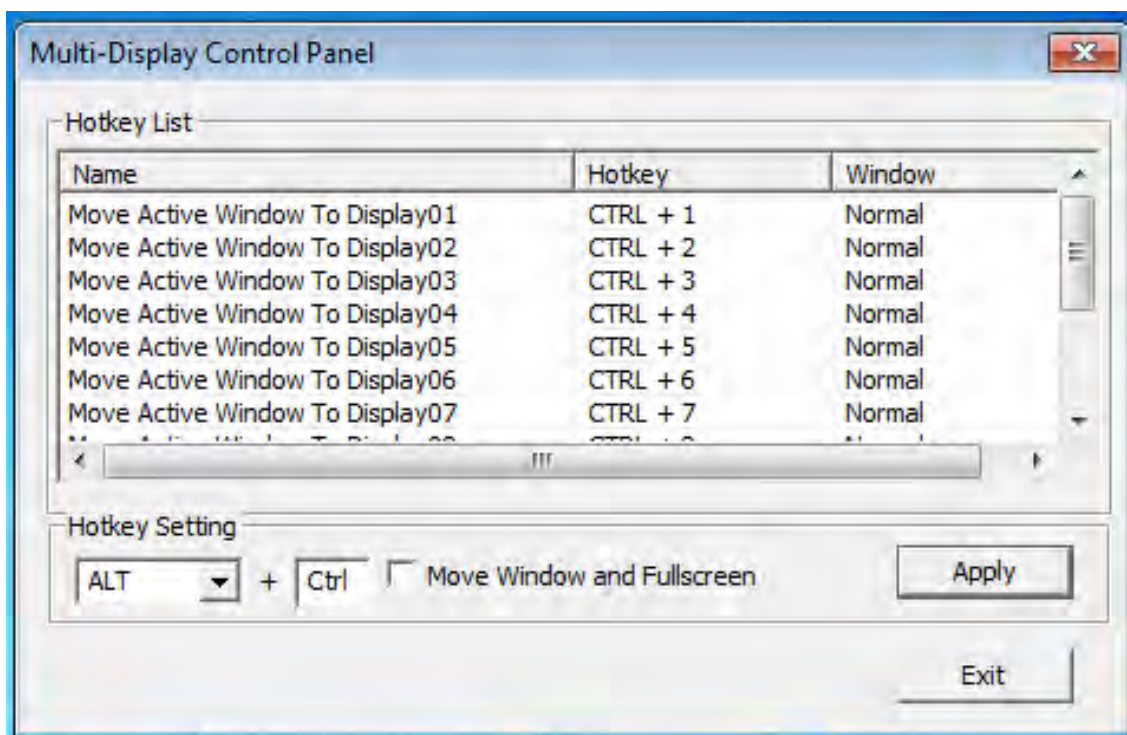 Multi-Display Control Panel
Hotkey List
Name Hotkey Window
Move Active Window To Display01 CTRL + 1 Normal
Move Active Window To Display02 CTRL + 2 Normal
Move Active Window To Display03 CTRL + 3 Normal
Move Active Window To Display04 CTRL + 4 Normal
Move Active Window To Display05 CTRL + 5 Normal
Move Active Window To Display06 CTRL + 6 Normal
Move Active Window To Display07 CTRL + 7 Normal
Hotkey Setting
ALT + Ctrl Move Window and Fullscreen Apply
Exit